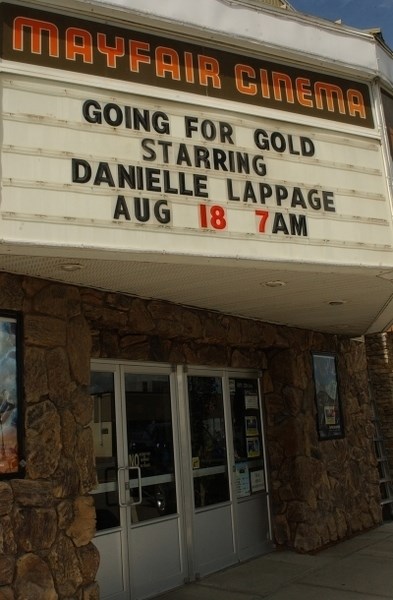 MAYFAIR CINEMA
GOING FOR GOLD
STARRING
DANIELLE LAPPAGE
AUG 18 7AM